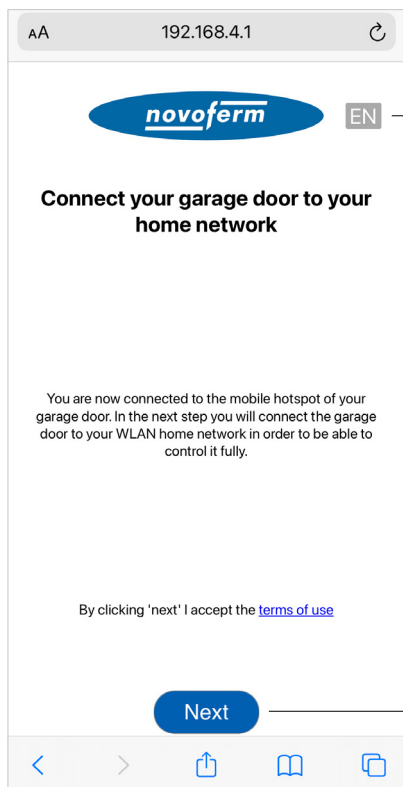 AA
192.168.4.1
novoferm
EN
Connect your garage door to your
home network
You are now connected to the mobile hotspot of your
garage door. In the next step you will connect the garage
door to your WLAN home network in order to be able to
control it fully.
By clicking 'next' I accept the terms of use
Next